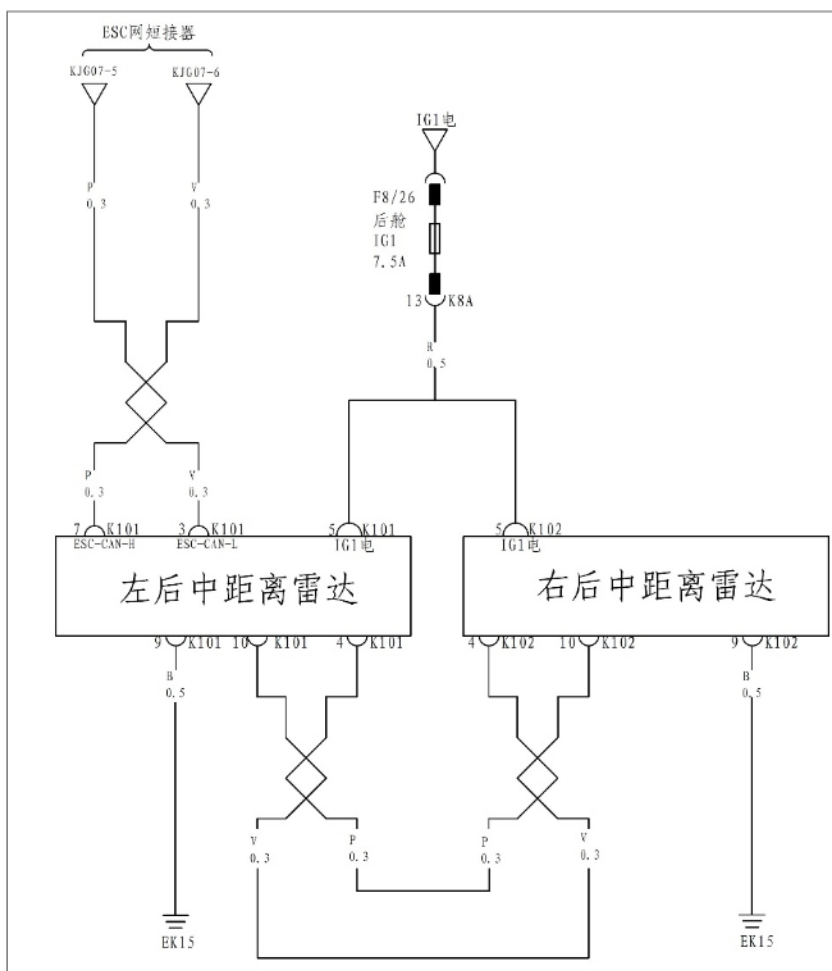 ESC网短接器
KJG07-5
KJG07-6
IG1电
P
0.3
V
0.3
F8/26
后舱
IG1
7.5A
13 K8A
R
0.5
P
0.3
V
0.3
7 K101
3 K101
5 K101
5 K102
ESC-CAN-H
ESC-CAN-L
IG1电
IG1电
左后中距离雷达
右后中距离雷达
9 K101
10 K101
4 K101
4 K102
10 K102
9 K102
B
0.5
B
0.5
V
0.3
P
0.3
P
0.3
V
0.3
EK15
EK15